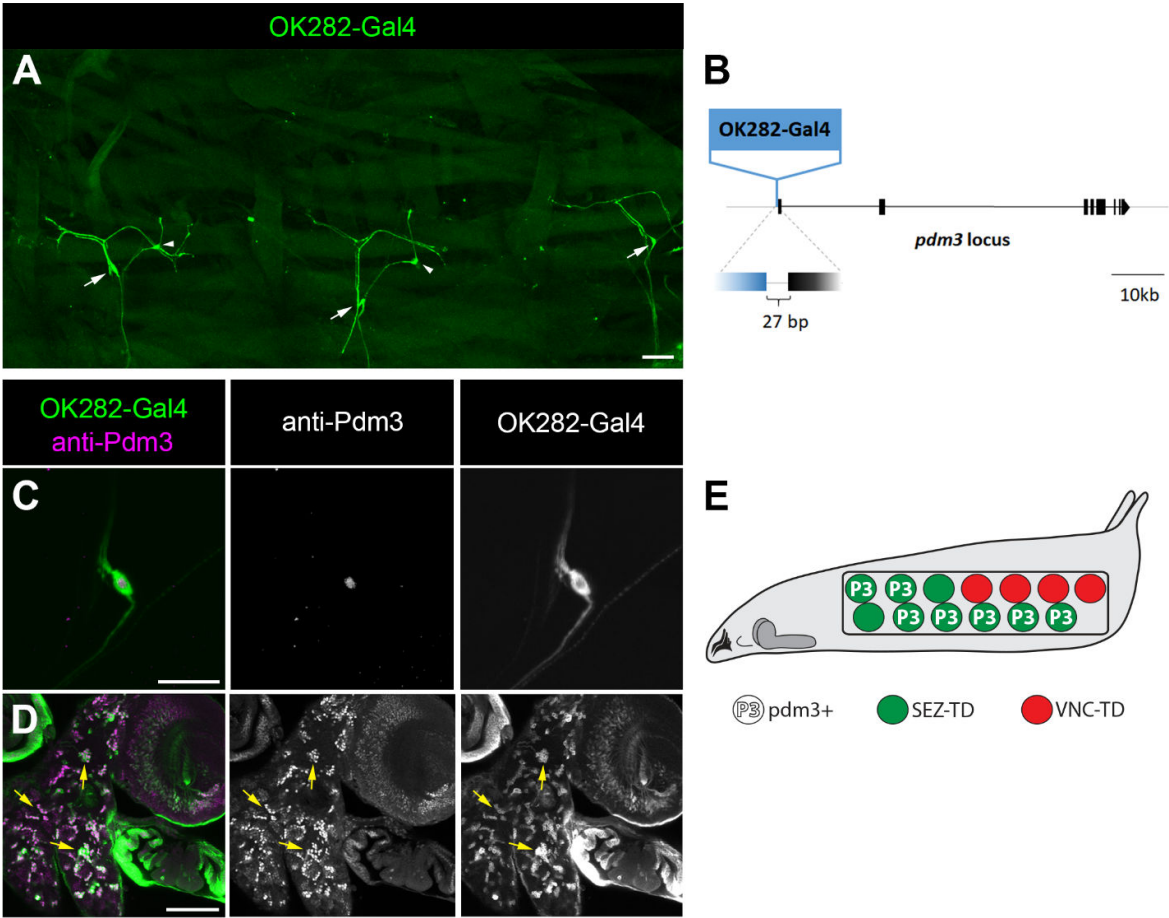 OK282-Gal4
A
B
OK282-Gal4
pdm3 locus
10kb
27 bp
OK282-Gal4
anti-Pdm3
anti-Pdm3
OK282-Gal4
C
D
E
P3 P3
P3 P3 P3 P3 P3
P3 pdm3+
SEZ-TD
VNC-TD